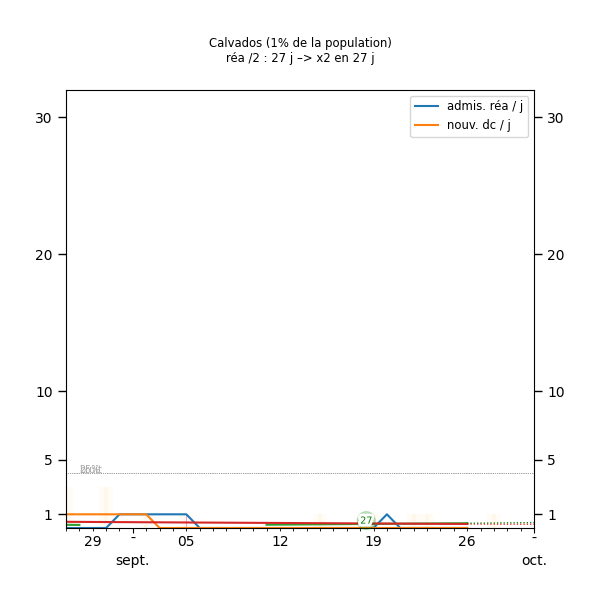 Calvados (1% de la population)
réa /2 : 27 j –> x2 en 27 j
admis. réa / j
nouv. dc / j
30 30
20 20
10 10
5 5
1 1
27
29 - 05 12 19 26 -
sept. oct.